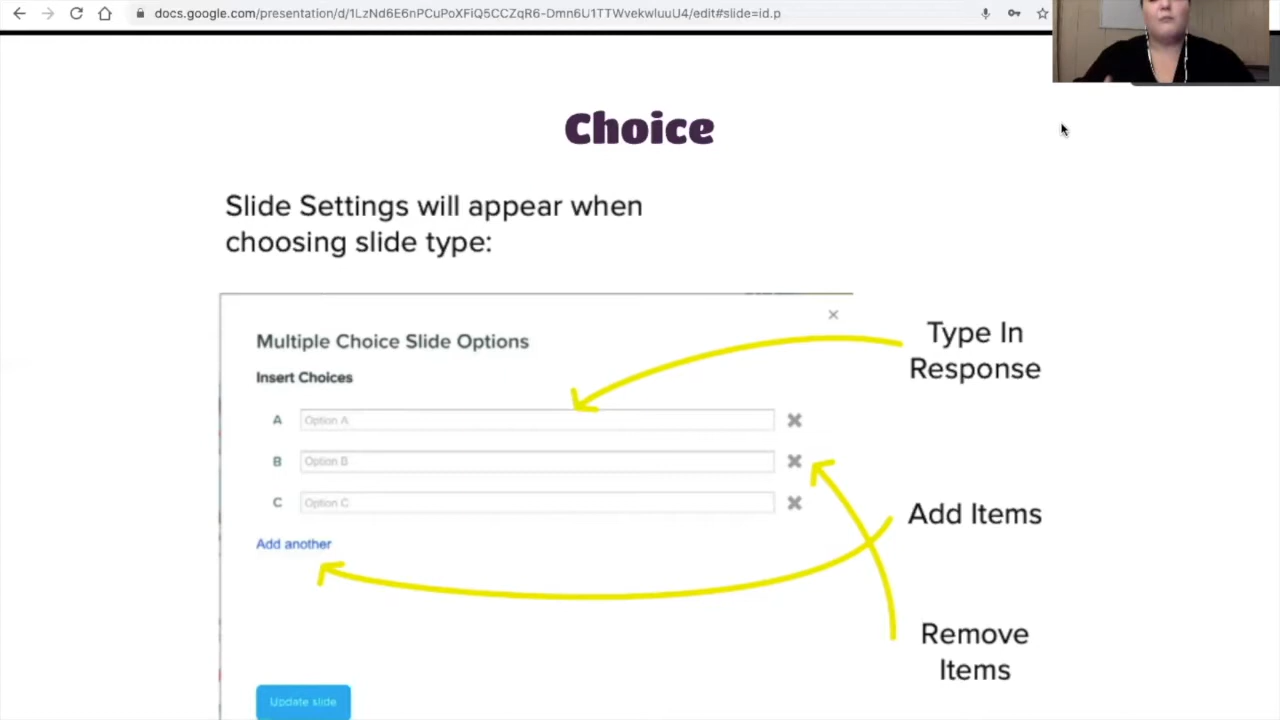 docs.google.com/presentation/d/1LzNd6E6nPCuPoXFiQ5CCZqR6-Dmn6U1TTWvekwluuU4/edit#slide=id.p
Choice
Slide Settings will appear when
choosing slide type:
Multiple Choice Slide Options
Insert Choices
A Option A
B Option B
C Option C
Add another
Update slide
Type In
Response
Add Items
Remove
Items